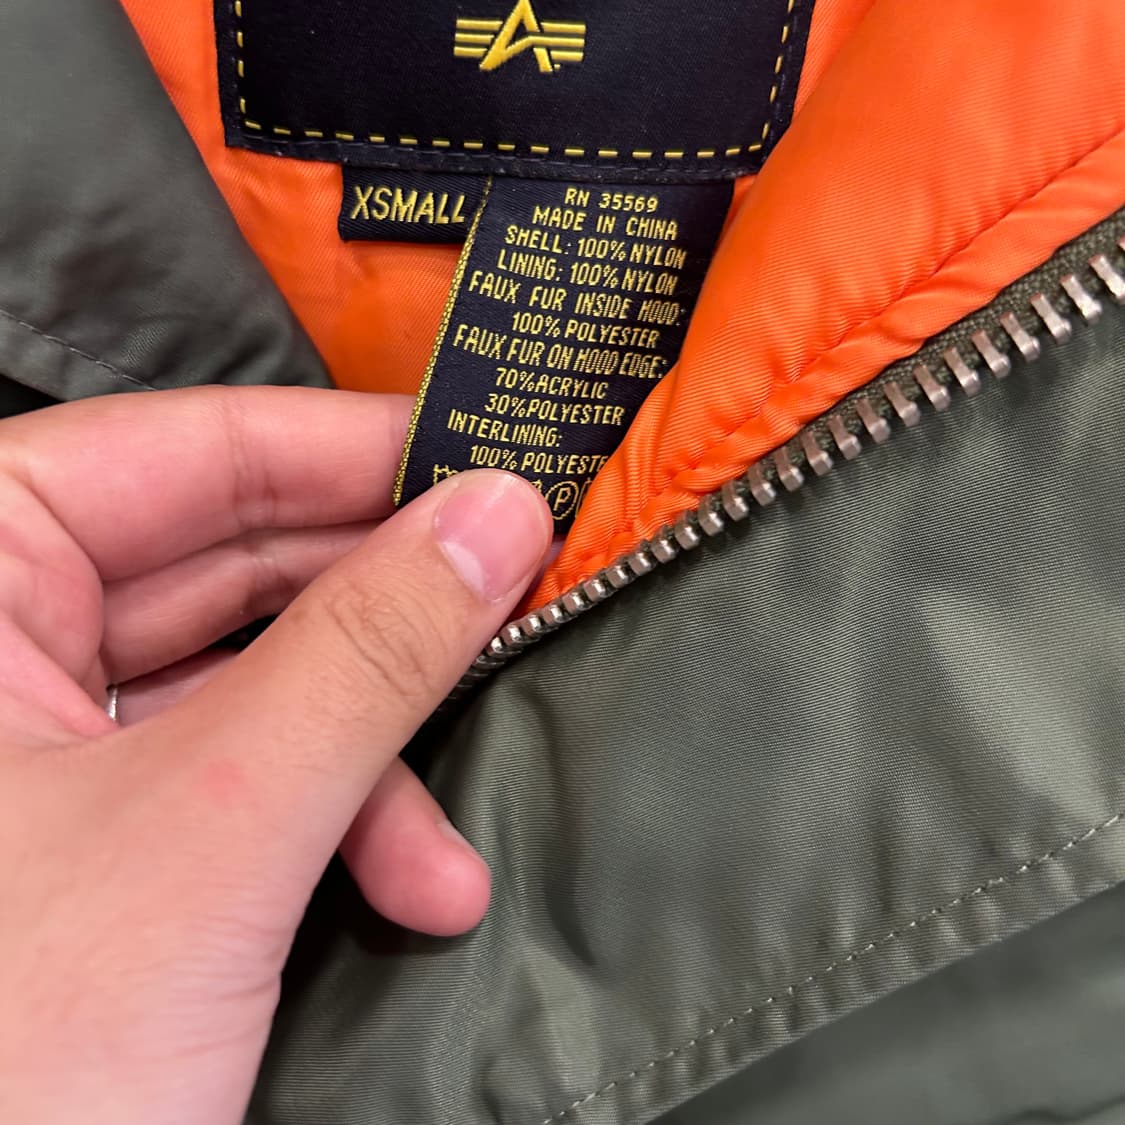 XSMALL
RN 35569
MADE IN CHINA
SHELL: 100% NYLON
LINING: 100% NYLON
FAUX FUR INSIDE HOOD:
100% POLYESTER
FAUX FUR ON HOOD EDGE:
70% ACRYLIC
30% POLYESTER
INTERLINING:
100% POLYESTE
P